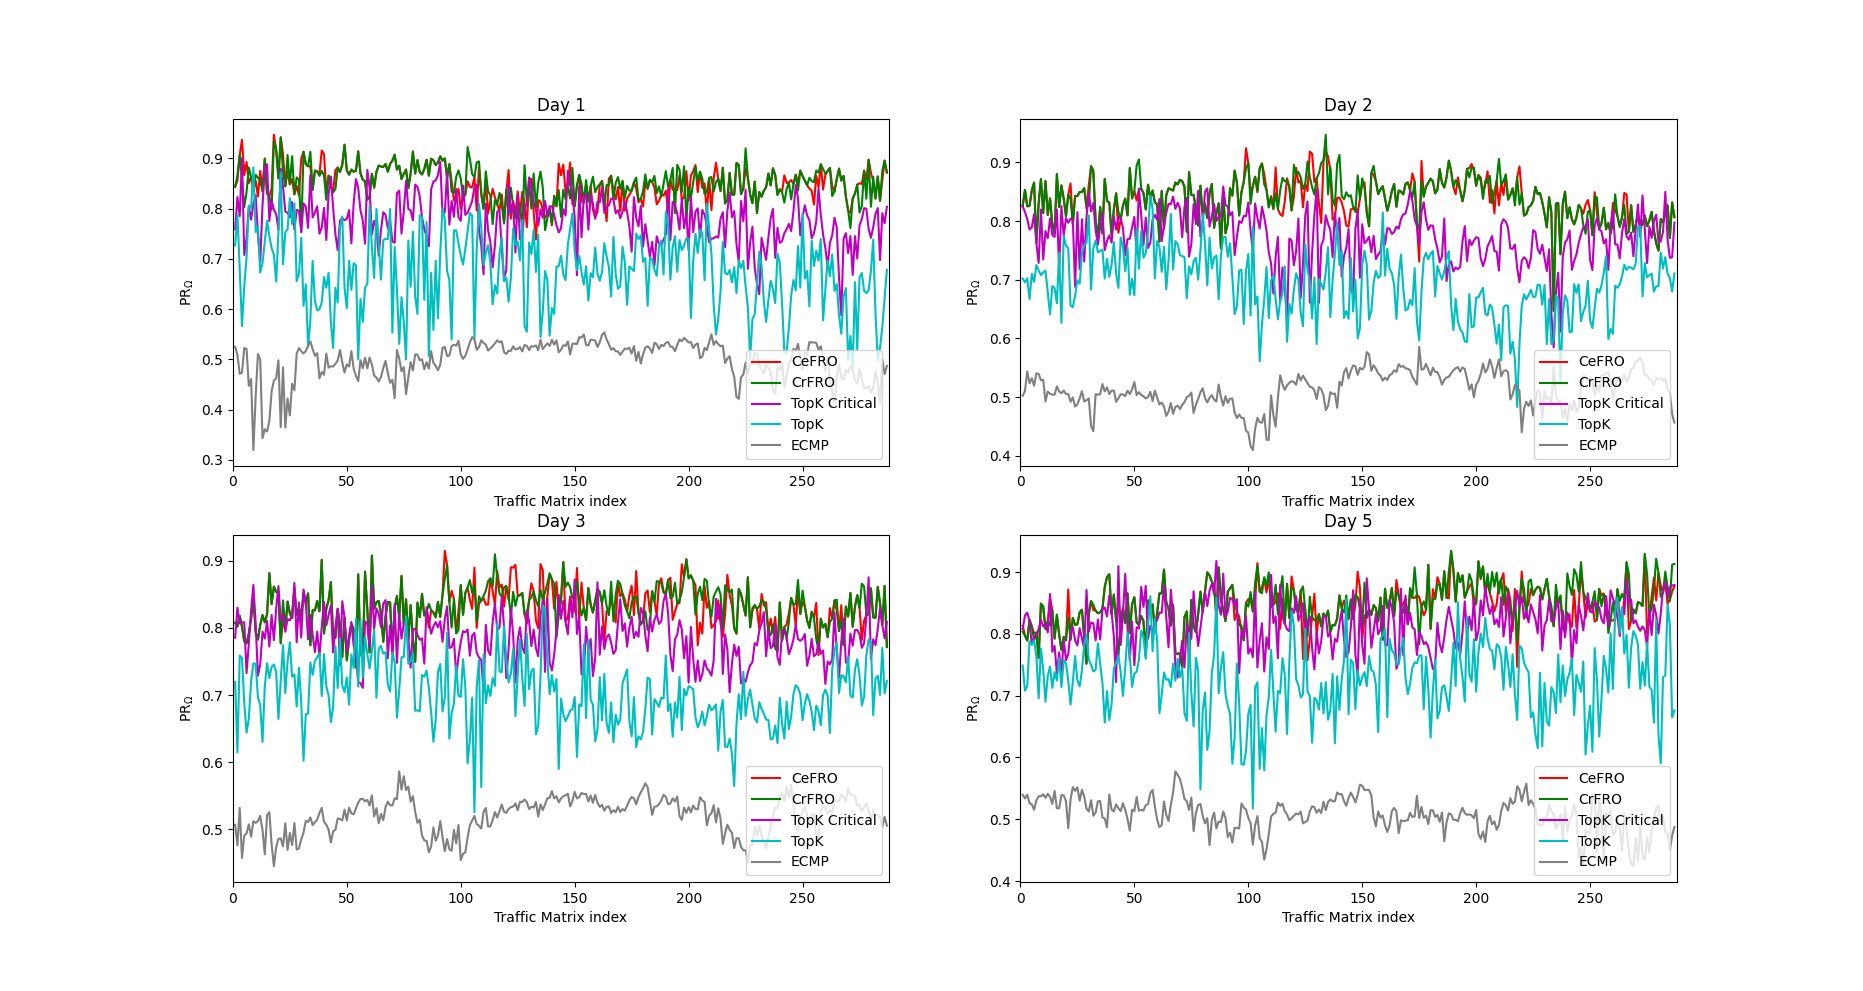 Day 1
0.9
0.8
0.7
0.6
0.5
0.4
0.3
PRΩ
0 50 100 150 200 250
Traffic Matrix index
CeFRO
CrFRO
TopK Critical
TopK
ECMP
Day 2
0.9
0.8
0.7
0.6
0.5
0.4
PRΩ
0 50 100 150 200 250
Traffic Matrix index
CeFRO
CrFRO
TopK Critical
TopK
ECMP
Day 3
0.9
0.8
0.7
0.6
0.5
PRΩ
0 50 100 150 200 250
Traffic Matrix index
CeFRO
CrFRO
TopK Critical
TopK
ECMP
Day 5
0.9
0.8
0.7
0.6
0.5
0.4
PRΩ
0 50 100 150 200 250
Traffic Matrix index
CeFRO
CrFRO
TopK Critical
TopK
ECMP